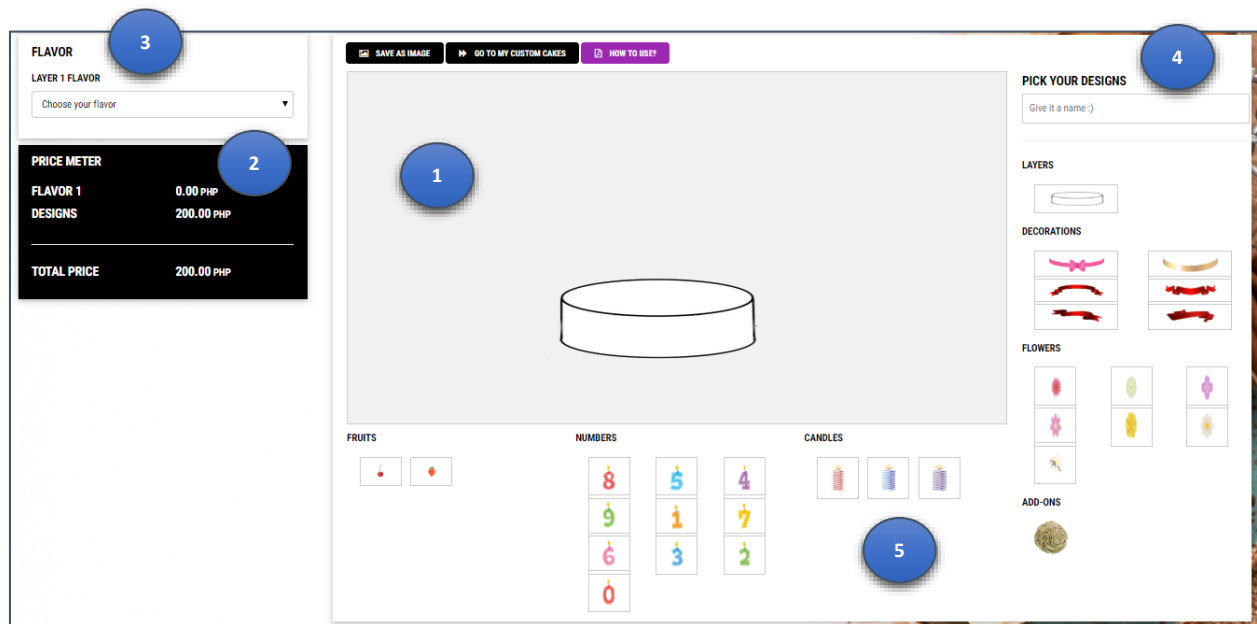 3
FLAVOR
LAYER 1 FLAVOR
Choose your flavor
2
PRICE METER
FLAVOR 1 0.00 PHP
DESIGNS 200.00 PHP
TOTAL PRICE 200.00 PHP
SAVE AS IMAGE GO TO MY CUSTOM CAKES HOW TO USE?
1
4
PICK YOUR DESIGNS
Give it a name :)
LAYERS
DECORATIONS
FLOWERS
ADD-ONS
FRUITS NUMBERS CANDLES
8 5 4
9 1 7
6 3 2
0
5